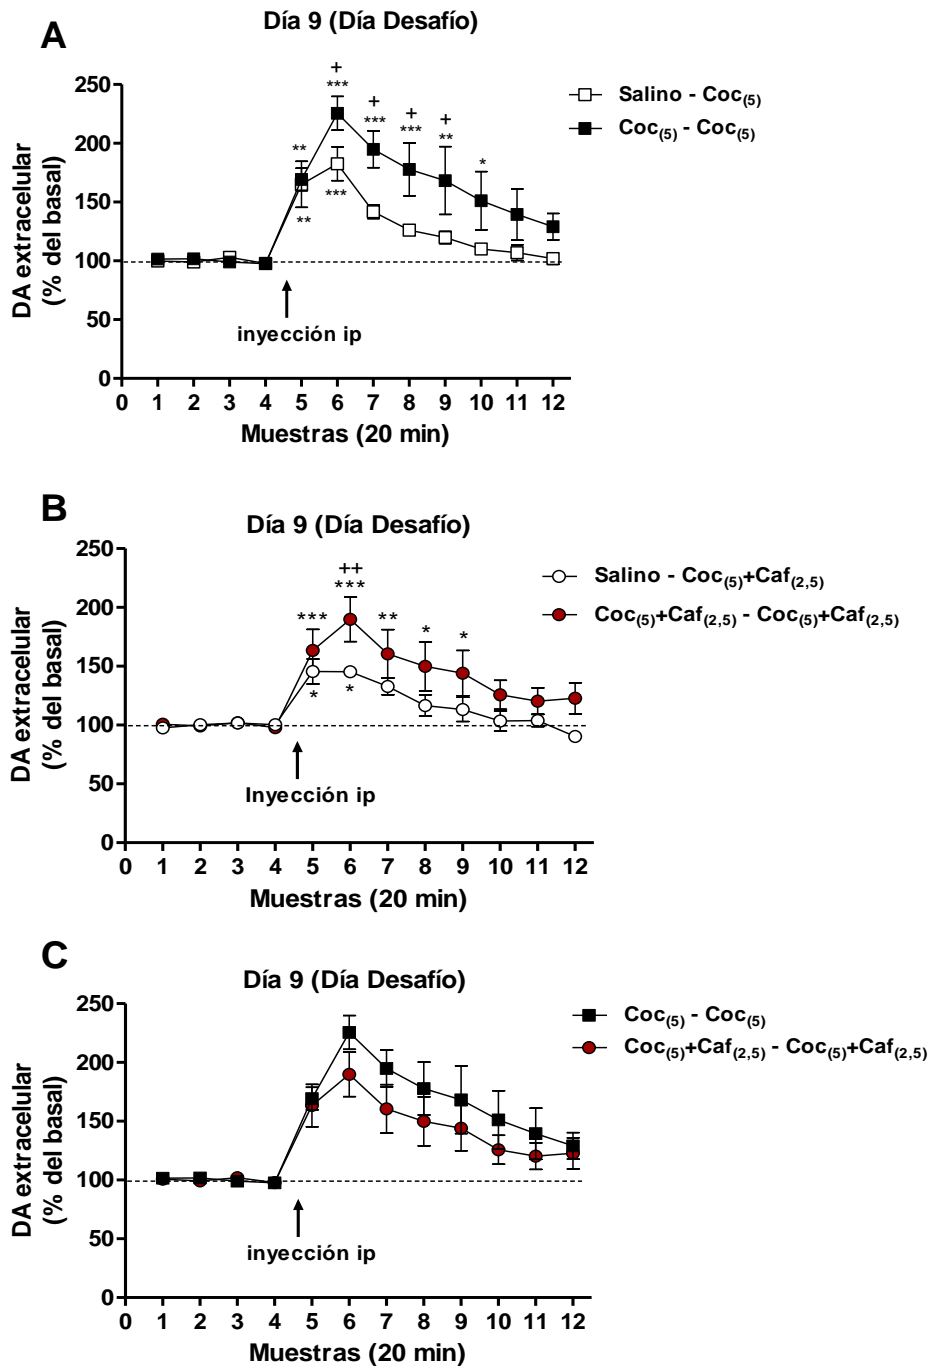 A
Día 9 (Día Desafío)
250
200
150
100
50
0
DA extracelular
(% del basal)
+
***
+
***
+
***
+
**
*
**
***
**
Salino - Coc(5)
Coc(5) - Coc(5)
inyección ip
0 1 2 3 4 5 6 7 8 9 10 11 12
Muestras (20 min)
B
Día 9 (Día Desafío)
250
200
150
100
50
0
DA extracelular
(% del basal)
++
***
***
**
*
*
*
*
Salino - Coc(5)+Caf(2,5)
Coc(5)+Caf(2,5) - Coc(5)+Caf(2,5)
Inyección ip
0 1 2 3 4 5 6 7 8 9 10 11 12
Muestras (20 min)
C
Día 9 (Día Desafío)
250
200
150
100
50
0
DA extracelular
(% del basal)
Coc(5) - Coc(5)
Coc(5)+Caf(2,5) - Coc(5)+Caf(2,5)
inyección ip
0 1 2 3 4 5 6 7 8 9 10 11 12
Muestras (20 min)